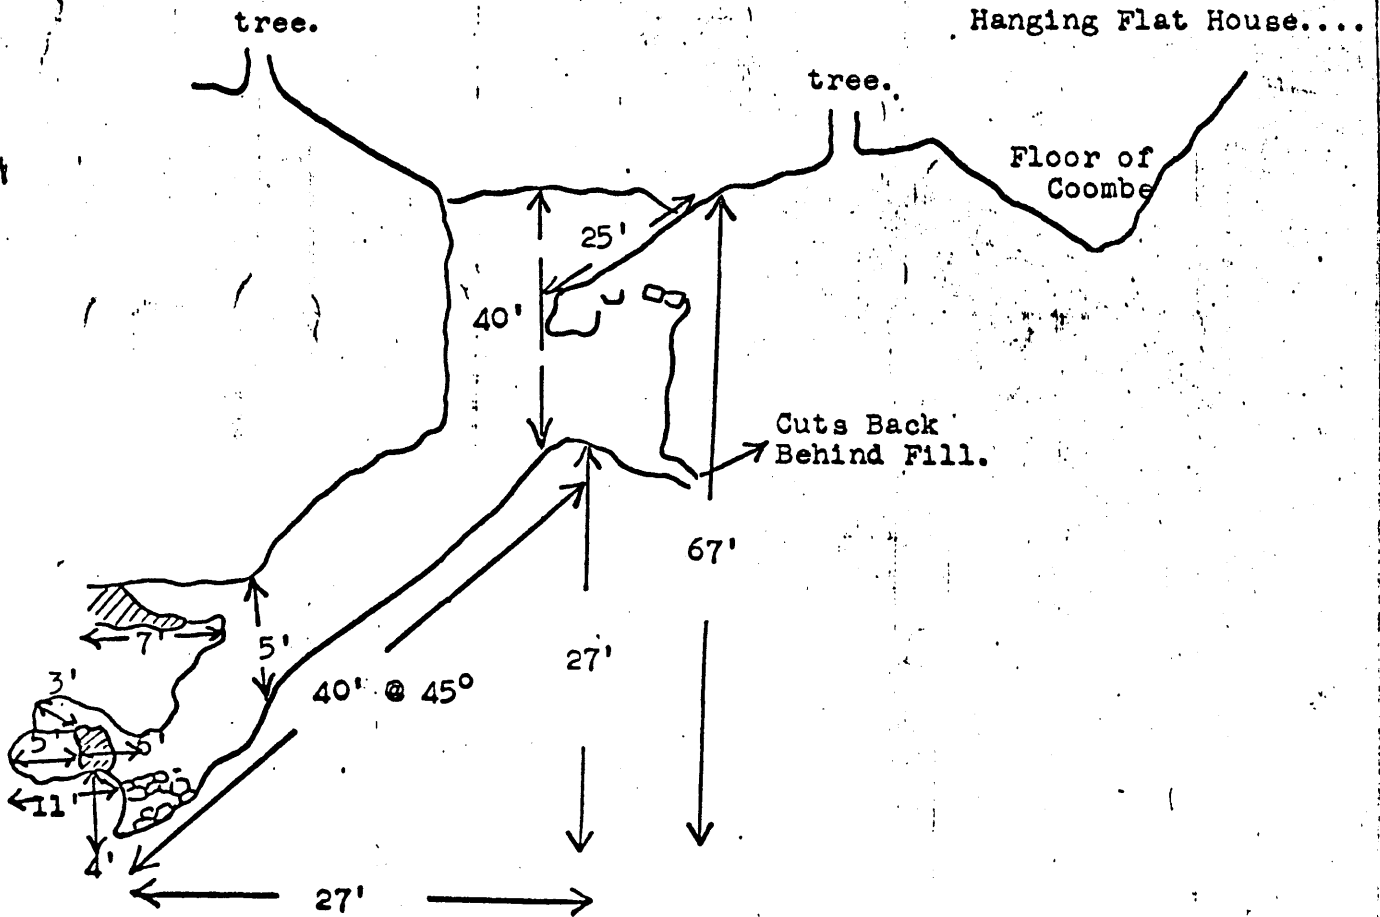 Hanging Flat House....
tree.
tree.
Floor of
Coombe
25'
40'
Cuts Back
Behind Fill.
67'
7'
5'
27'
3'
40' @ 45°
5'
6'
11'
4'
27'